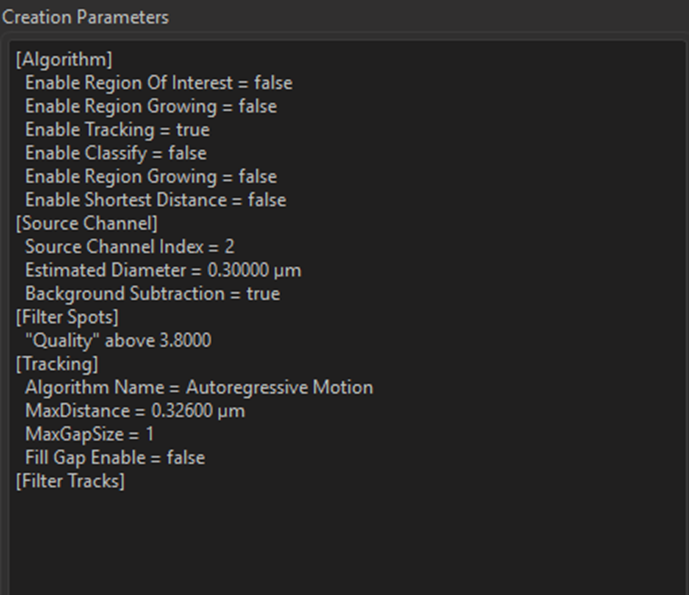 Creation Parameters
[Algorithm]
Enable Region Of Interest = false
Enable Region Growing = false
Enable Tracking = true
Enable Classify = false
Enable Region Growing = false
Enable Shortest Distance = false
[Source Channel]
Source Channel Index = 2
Estimated Diameter = 0.30000 µm
Background Subtraction = true
[Filter Spots]
"Quality" above 3.8000
[Tracking]
Algorithm Name = Autoregressive Motion
MaxDistance = 0.32600 µm
MaxGapSize = 1
Fill Gap Enable = false
[Filter Tracks]